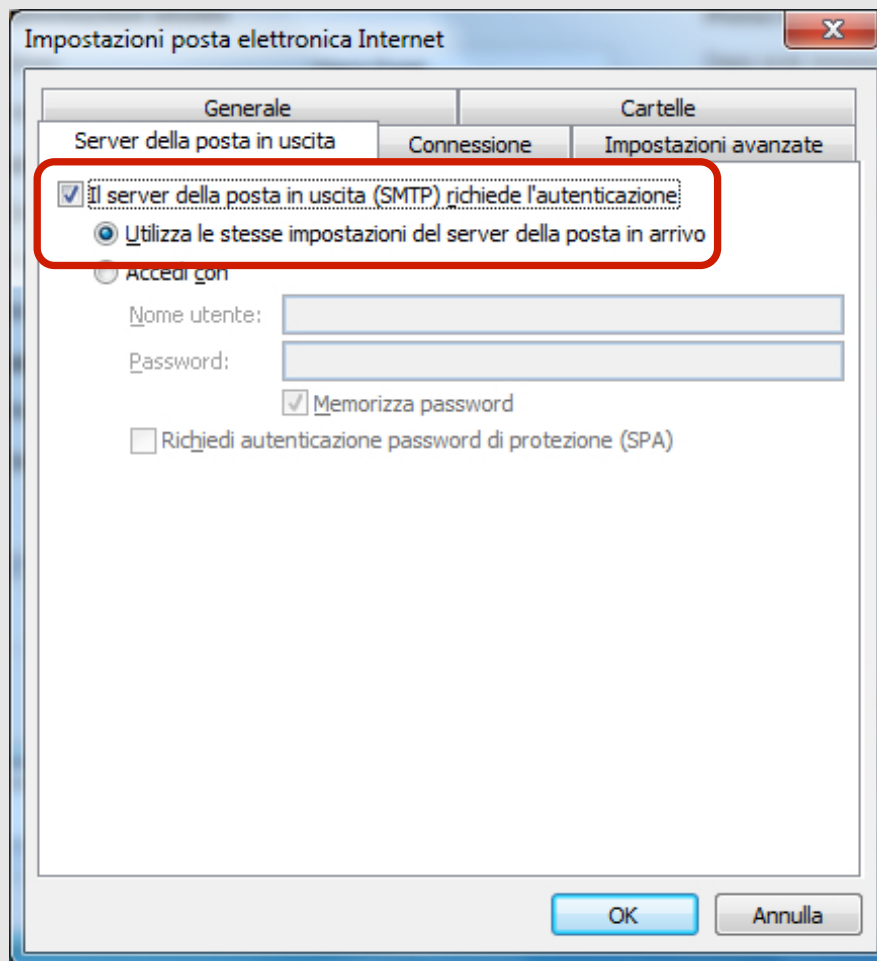 Impostazioni posta elettronica Internet
Generale
Cartelle
Server della posta in uscita
Connessione
Impostazioni avanzate
Il server della posta in uscita (SMTP) richiede l'autenticazione
Utilizza le stesse impostazioni del server della posta in arrivo
Accedi con
Nome utente:
Password:
Memorizza password
Richiedi autenticazione password di protezione (SPA)
OK
Annulla